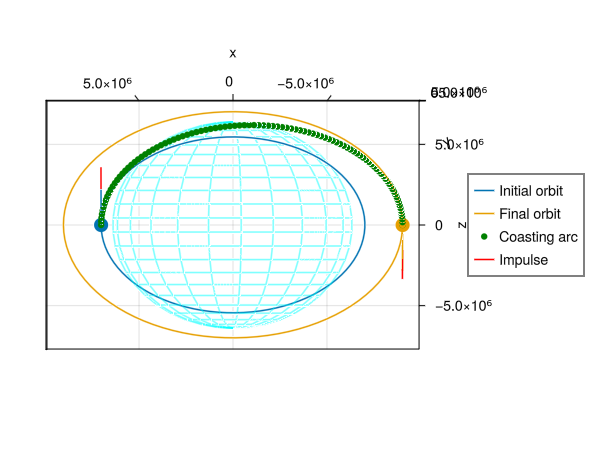 x
5.0×10⁶
0
−5.0×10⁶
5.0×10⁶
0
z
−5.0×10⁶
Initial orbit
Final orbit
Coasting arc
Impulse